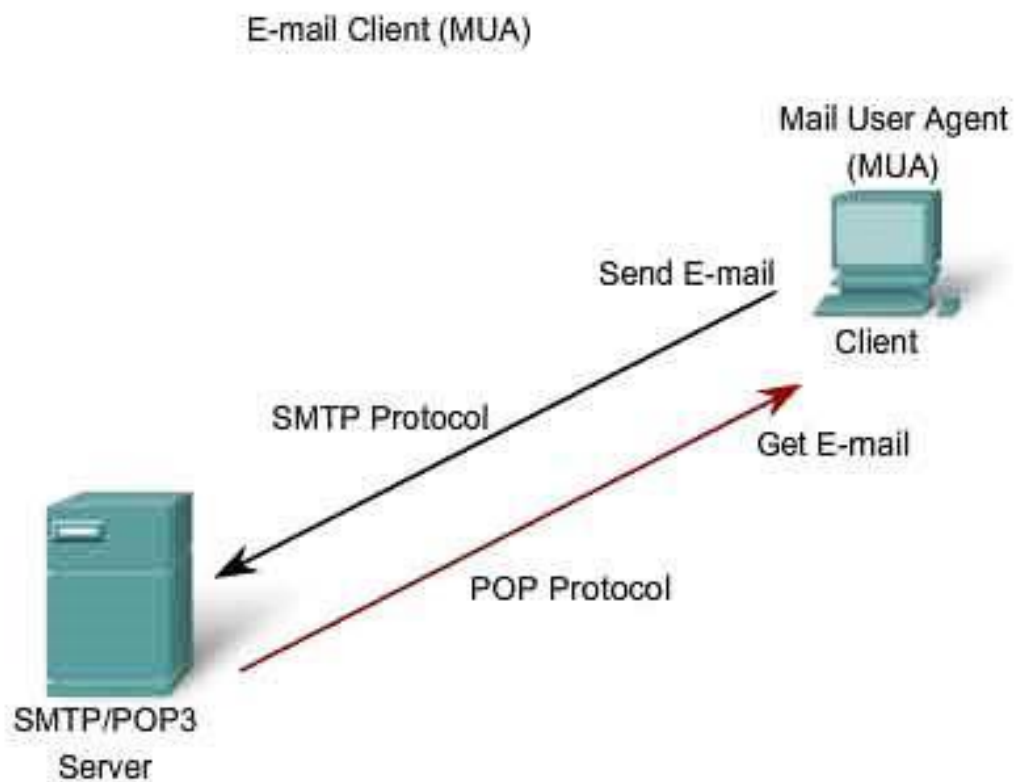 E-mail Client (MUA)
Mail User Agent
(MUA)
Send E-mail
Client
SMTP Protocol
Get E-mail
POP Protocol
SMTP/POP3
Server